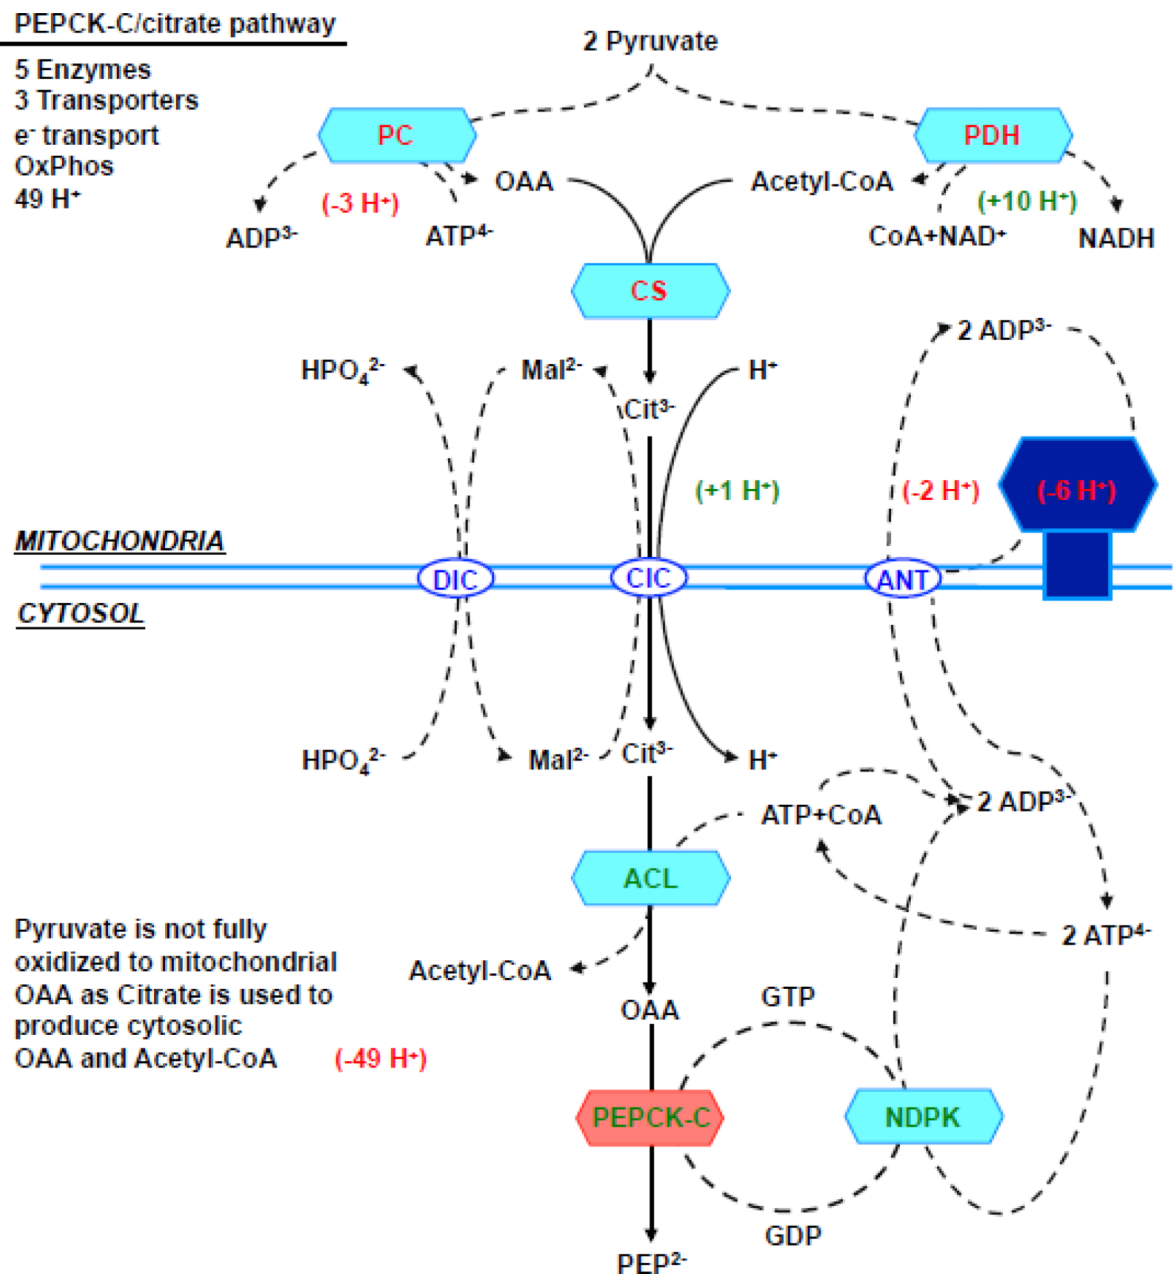 PEPCK-C/citrate pathway
5 Enzymes
3 Transporters
e⁻ transport
OxPhos
49 H⁺
2 Pyruvate
PC
PDH
OAA
Acetyl-CoA
(-3 H⁺)
(+10 H⁺)
ADP³⁻
ATP⁴⁻
CoA+NAD⁺
NADH
CS
2 ADP³⁻
HPO₄²⁻
Mal²⁻
H⁺
Cit³⁻
(+1 H⁺)
(-2 H⁺)
(-6 H⁺)
MITOCHONDRIA
DIC
CIC
ANT
CYTOSOL
HPO₄²⁻
Mal²⁻
Cit³⁻
H⁺
ATP+CoA
2 ADP³⁻
ACL
Pyruvate is not fully
oxidized to mitochondrial
OAA as Citrate is used to
produce cytosolic
OAA and Acetyl-CoA (-49 H⁺)
2 ATP⁴⁻
Acetyl-CoA
OAA
GTP
PEPCK-C
NDPK
GDP
PEP²⁻